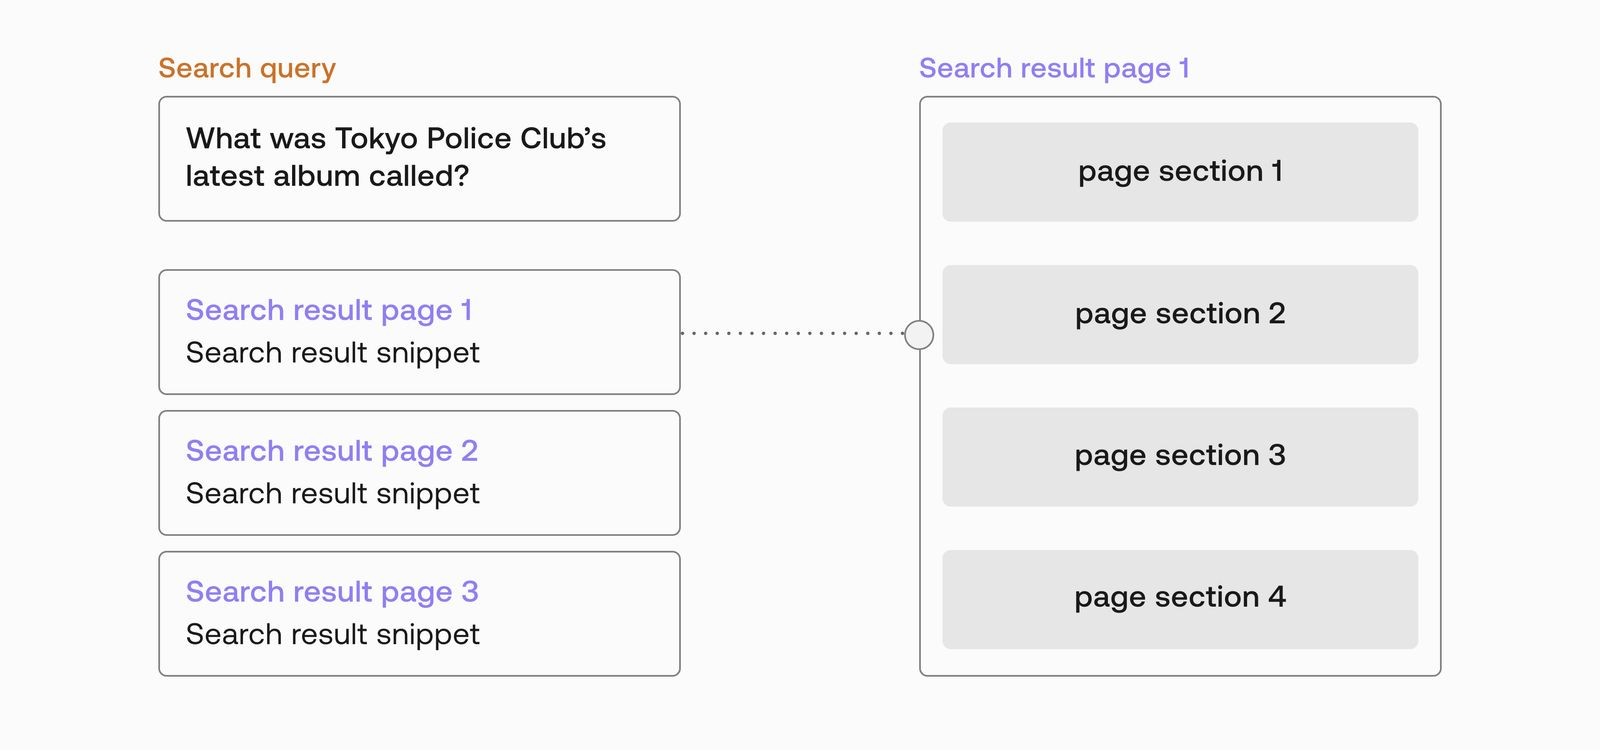 Search query
What was Tokyo Police Club’s
latest album called?
Search result page 1
Search result snippet
Search result page 2
Search result snippet
Search result page 3
Search result snippet
Search result page 1
page section 1
page section 2
page section 3
page section 4